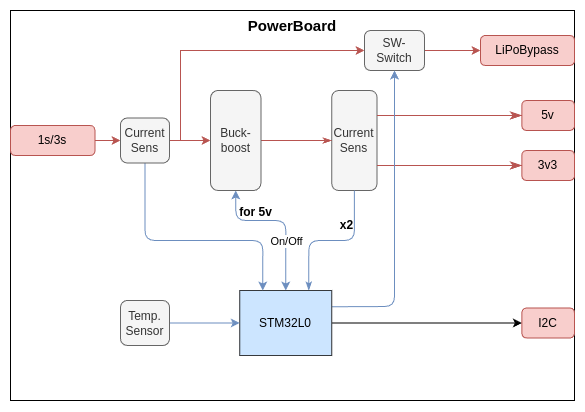 PowerBoard
SW-
Switch
LiPoBypass
1s/3s
Current
Sens
Buck-
boost
Current
Sens
5v
3v3
for 5v
On/Off
x2
Temp.
Sensor
STM32L0
I2C